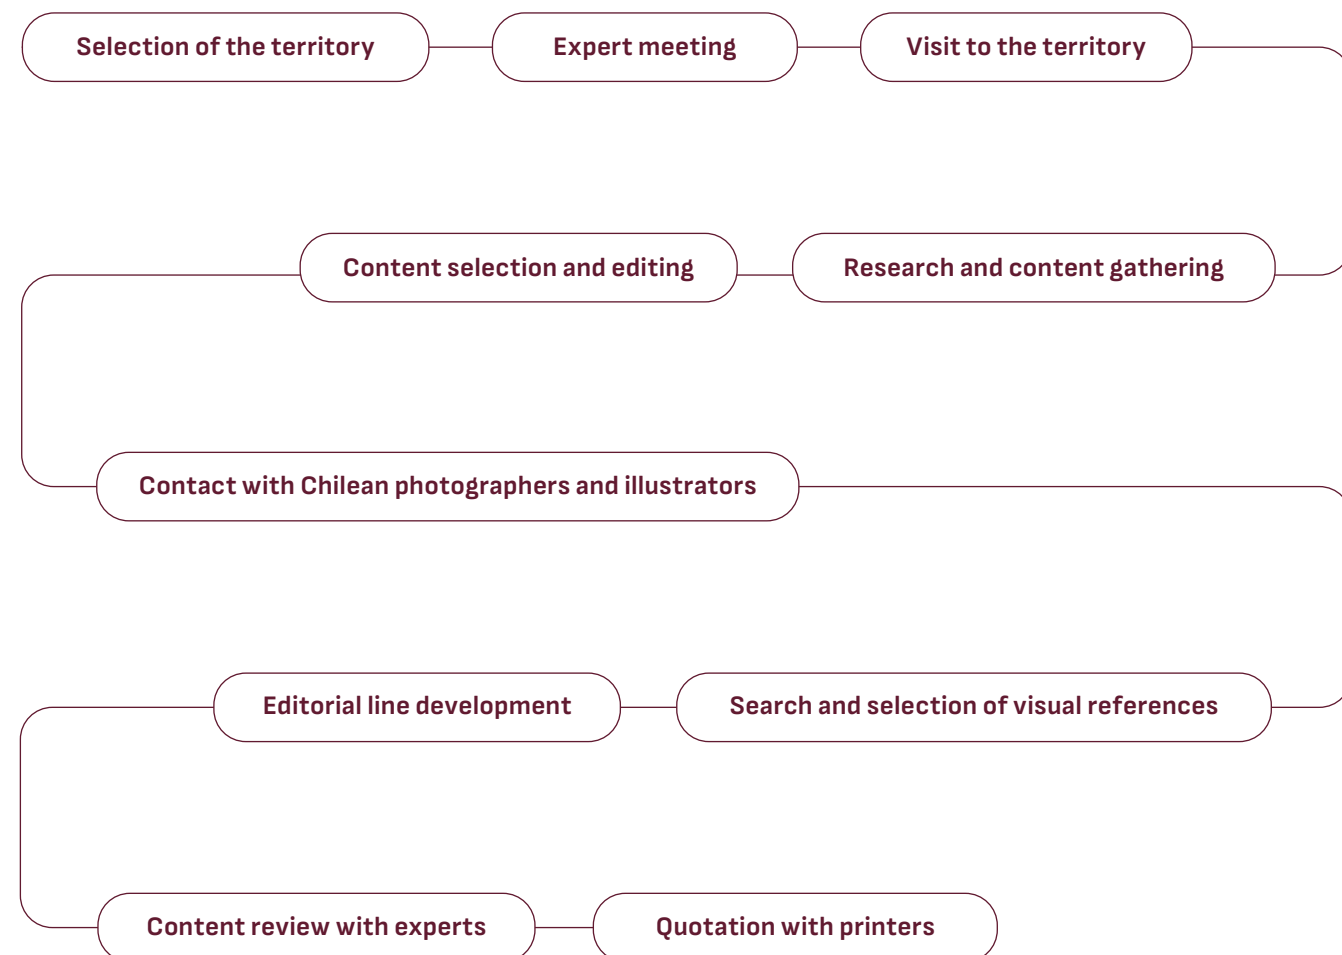 Selection of the territory
Expert meeting
Visit to the territory
Research and content gathering
Content selection and editing
Contact with Chilean photographers and illustrators
Search and selection of visual references
Editorial line development
Content review with experts
Quotation with printers